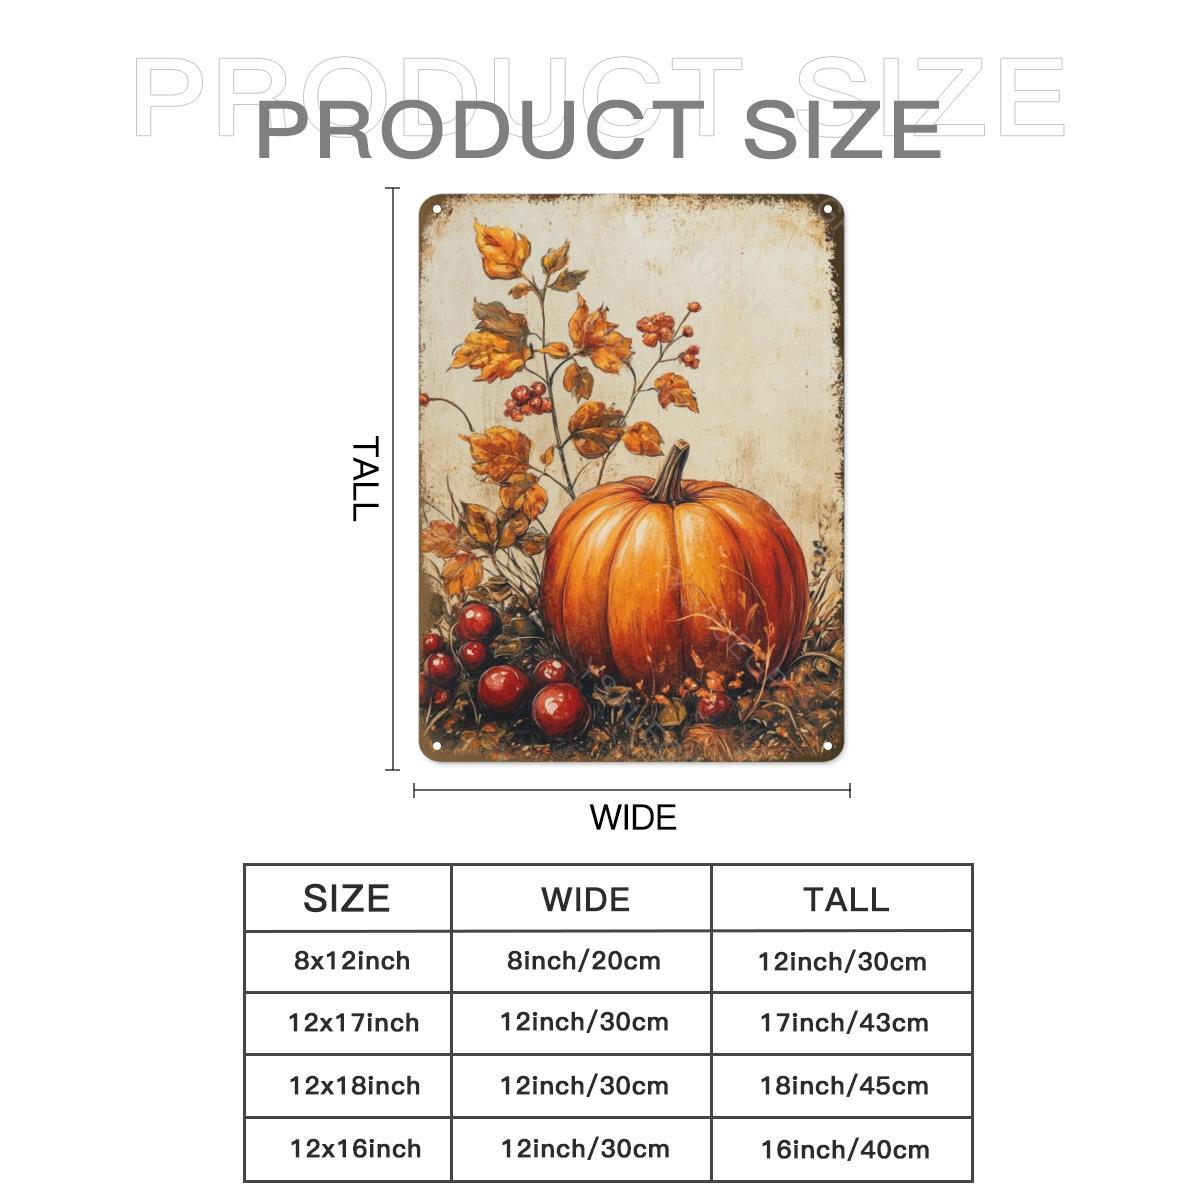 PRODUCT SIZE
PRODUCT SIZE
TALL
WIDE
SIZE WIDE TALL
8x12inch 8inch/20cm 12inch/30cm
12x17inch 12inch/30cm 17inch/43cm
12x18inch 12inch/30cm 18inch/45cm
12x16inch 12inch/30cm 16inch/40cm